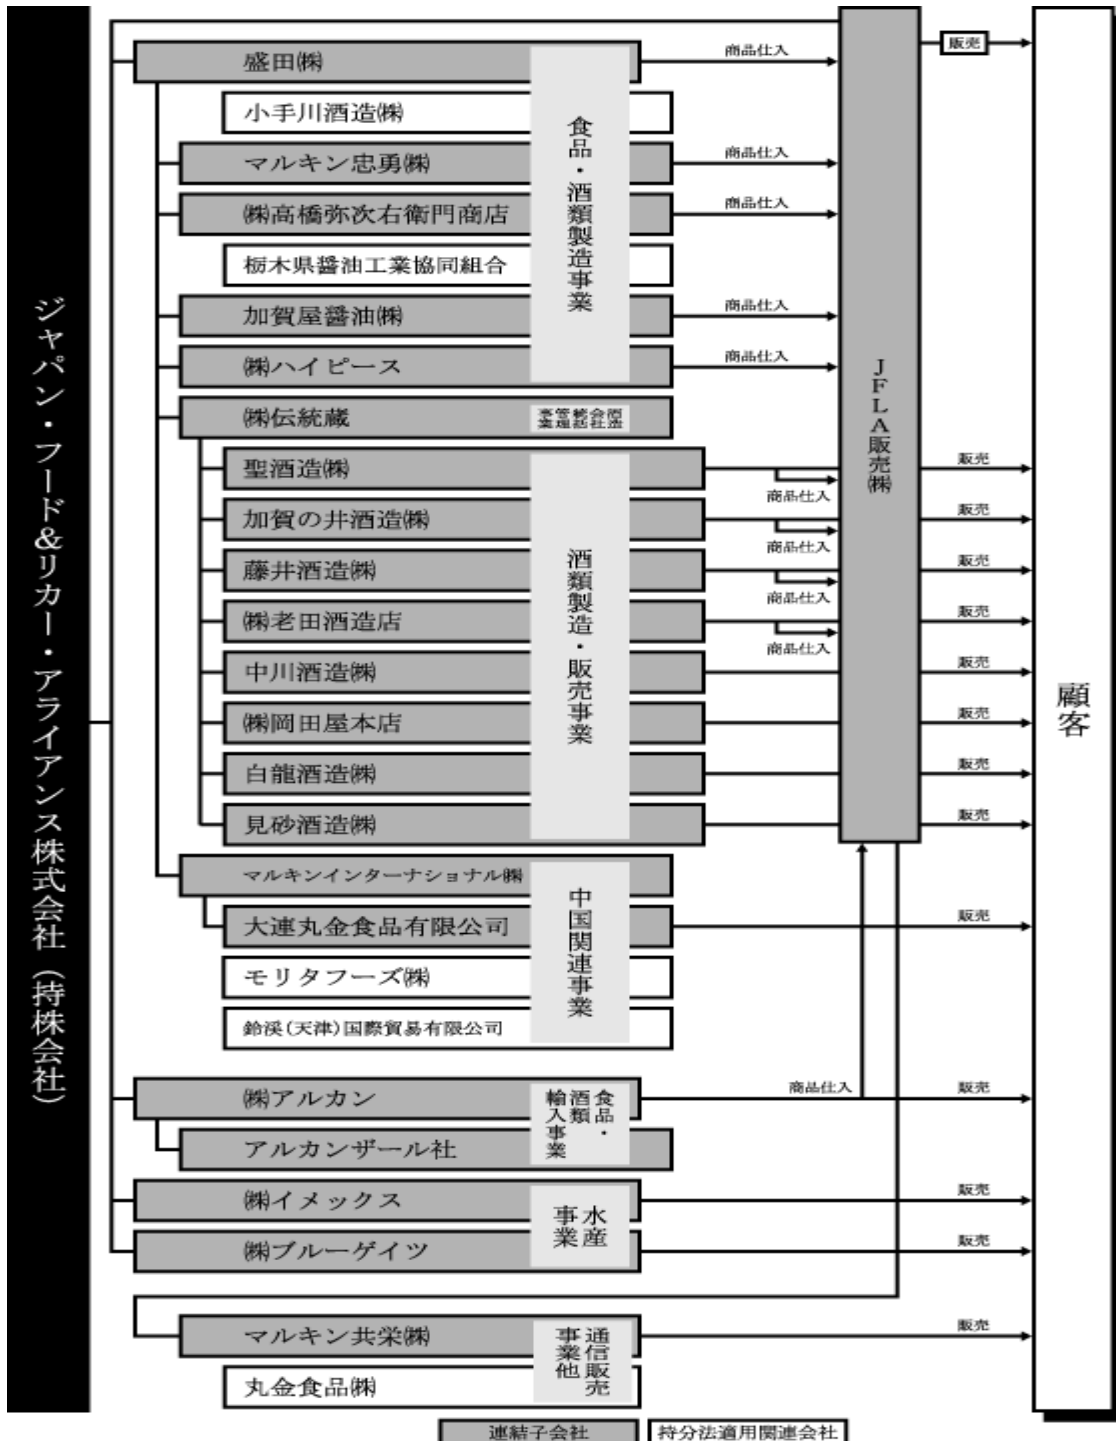 ジャパン・フード&リカー・アライアンス株式会社（持株会社）
盛田㈱
商品仕入
販売
小手川酒造㈱
食品・酒類製造事業
マルキン忠勇㈱
商品仕入
㈱高橋弥次右衛門商店
商品仕入
栃木県醤油工業協同組合
加賀屋醤油㈱
商品仕入
㈱ハイピース
商品仕入
JFLA販売㈱
㈱伝統蔵
酒造
会社
統括
管理
事業
聖酒造㈱
商品仕入
販売
加賀の井酒造㈱
商品仕入
販売
藤井酒造㈱
商品仕入
販売
㈱老田酒造店
商品仕入
販売
酒類製造・販売事業
中川酒造㈱
販売
㈱岡田屋本店
販売
白龍酒造㈱
販売
見砂酒造㈱
販売
顧客
マルキンインターナショナル㈱
中国関連事業
大連丸金食品有限公司
販売
モリタフーズ㈱
鈴渓(天津)国際貿易有限公司
㈱アルカン
食品・
酒類
輸入事業
商品仕入
販売
アルカンザール社
㈱イメックス
水産
事業
販売
㈱ブルーゲイツ
販売
マルキン共栄㈱
通信販売
事業他
販売
丸金食品㈱
連結子会社
持分法適用関連会社